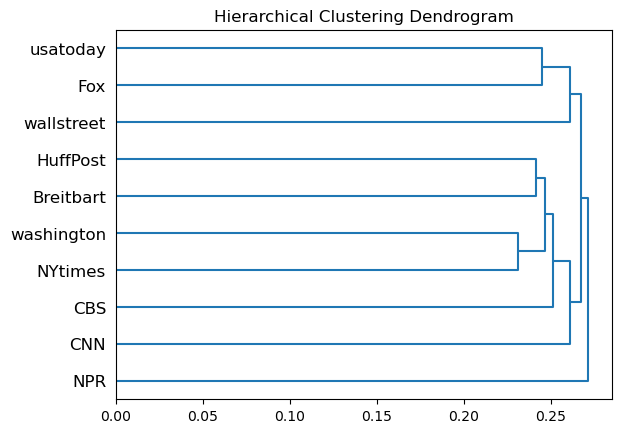 Hierarchical Clustering Dendrogram
usatoday
Fox
wallstreet
HuffPost
Breitbart
washington
NYtimes
CBS
CNN
NPR
0.00 0.05 0.10 0.15 0.20 0.25